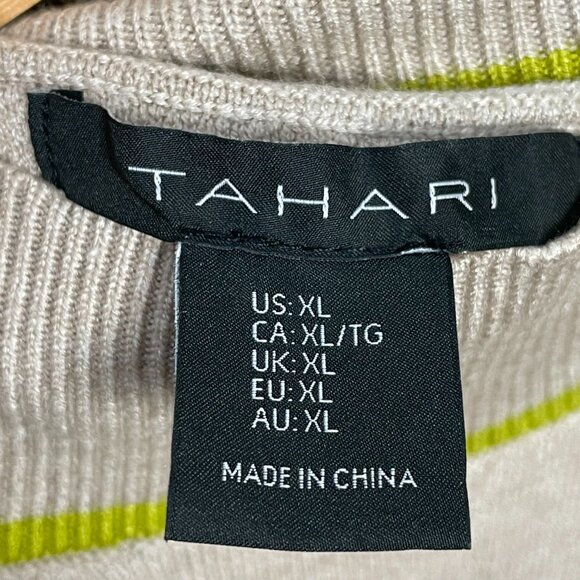 TAHARI
US: XL
CA: XL/TG
UK: XL
EU: XL
AU: XL
MADE IN CHINA